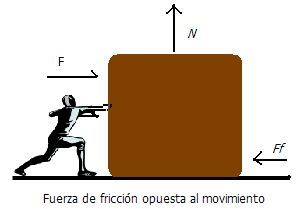 N
F
Ff
Fuerza de fricción opuesta al movimiento